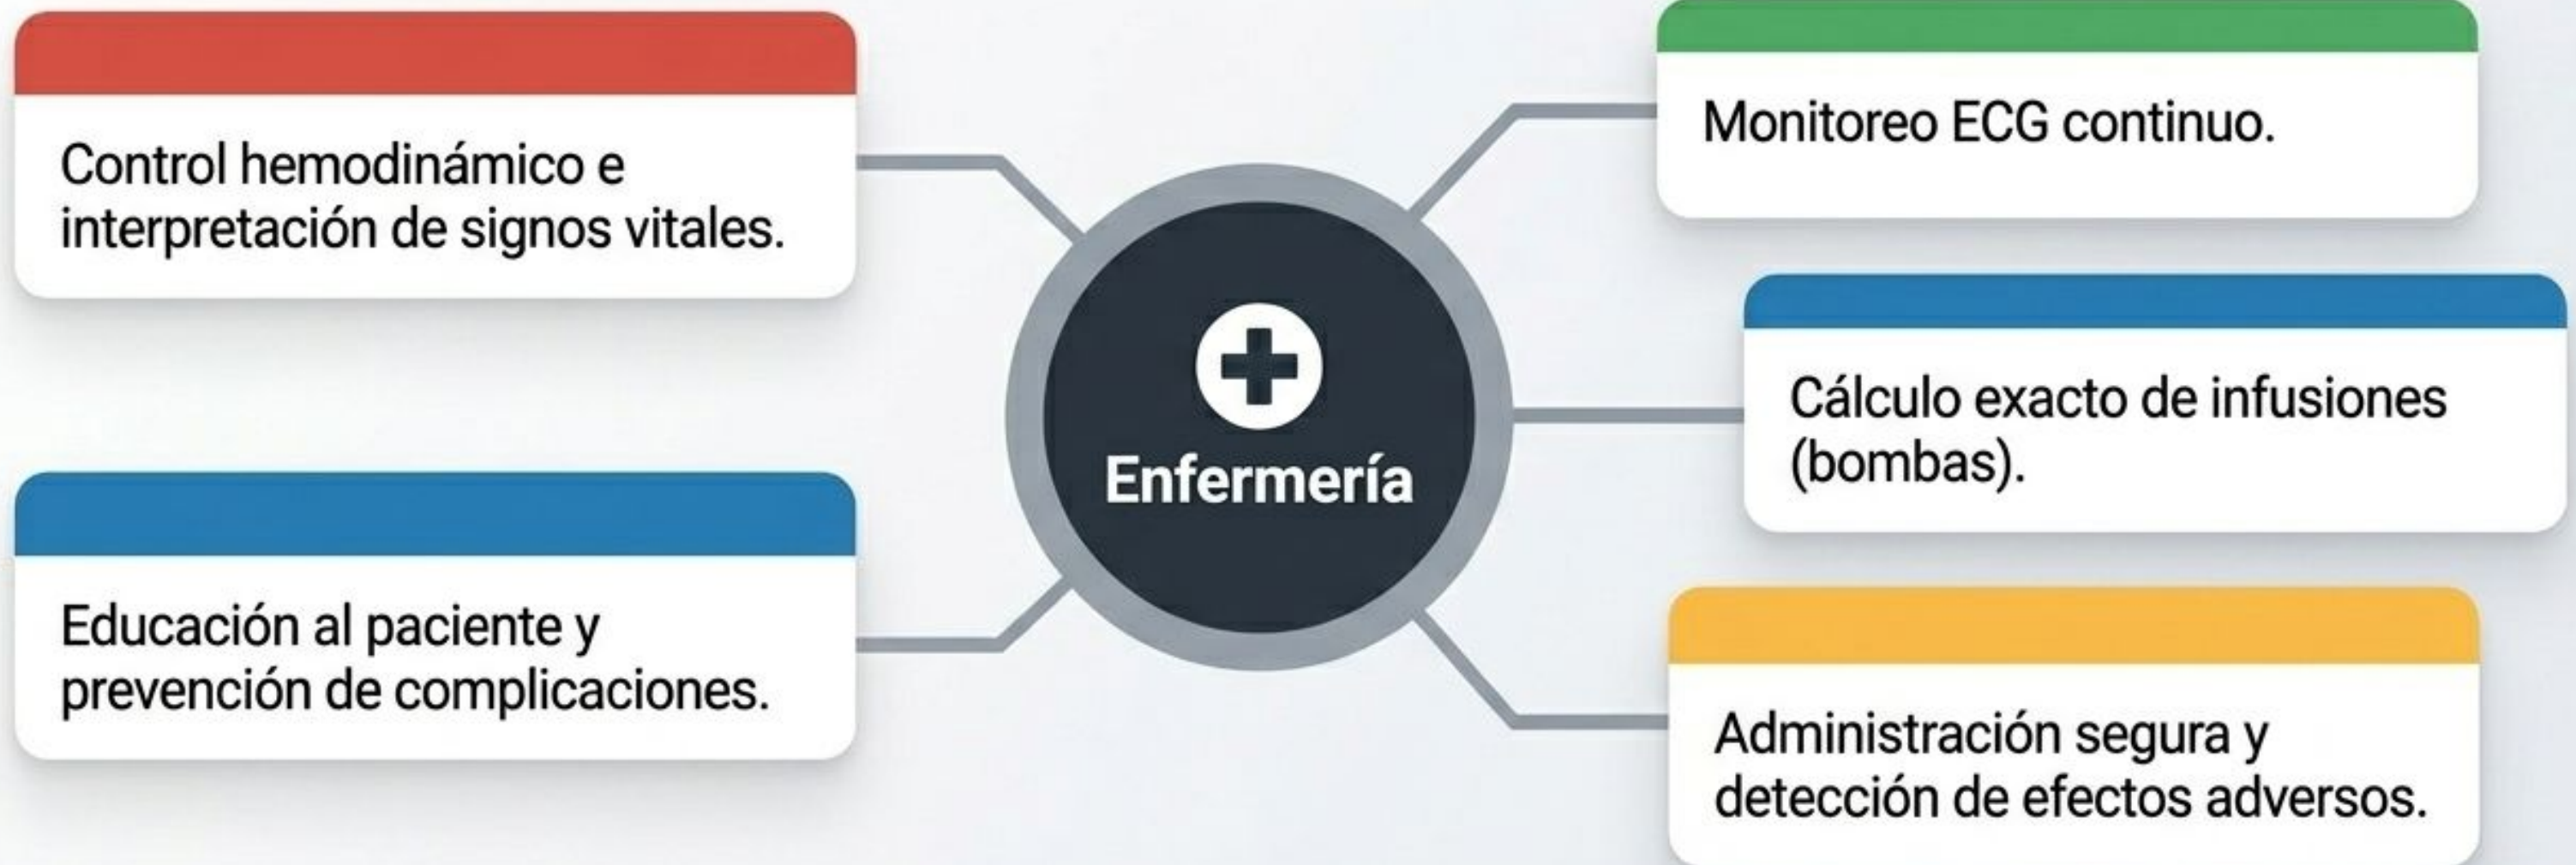 Control hemodinámico e
interpretación de signos vitales.
Educación al paciente y
prevención de complicaciones.
Enfermería
Monitoreo ECG continuo.
Cálculo exacto de infusiones
(bombas).
Administración segura y
detección de efectos adversos.